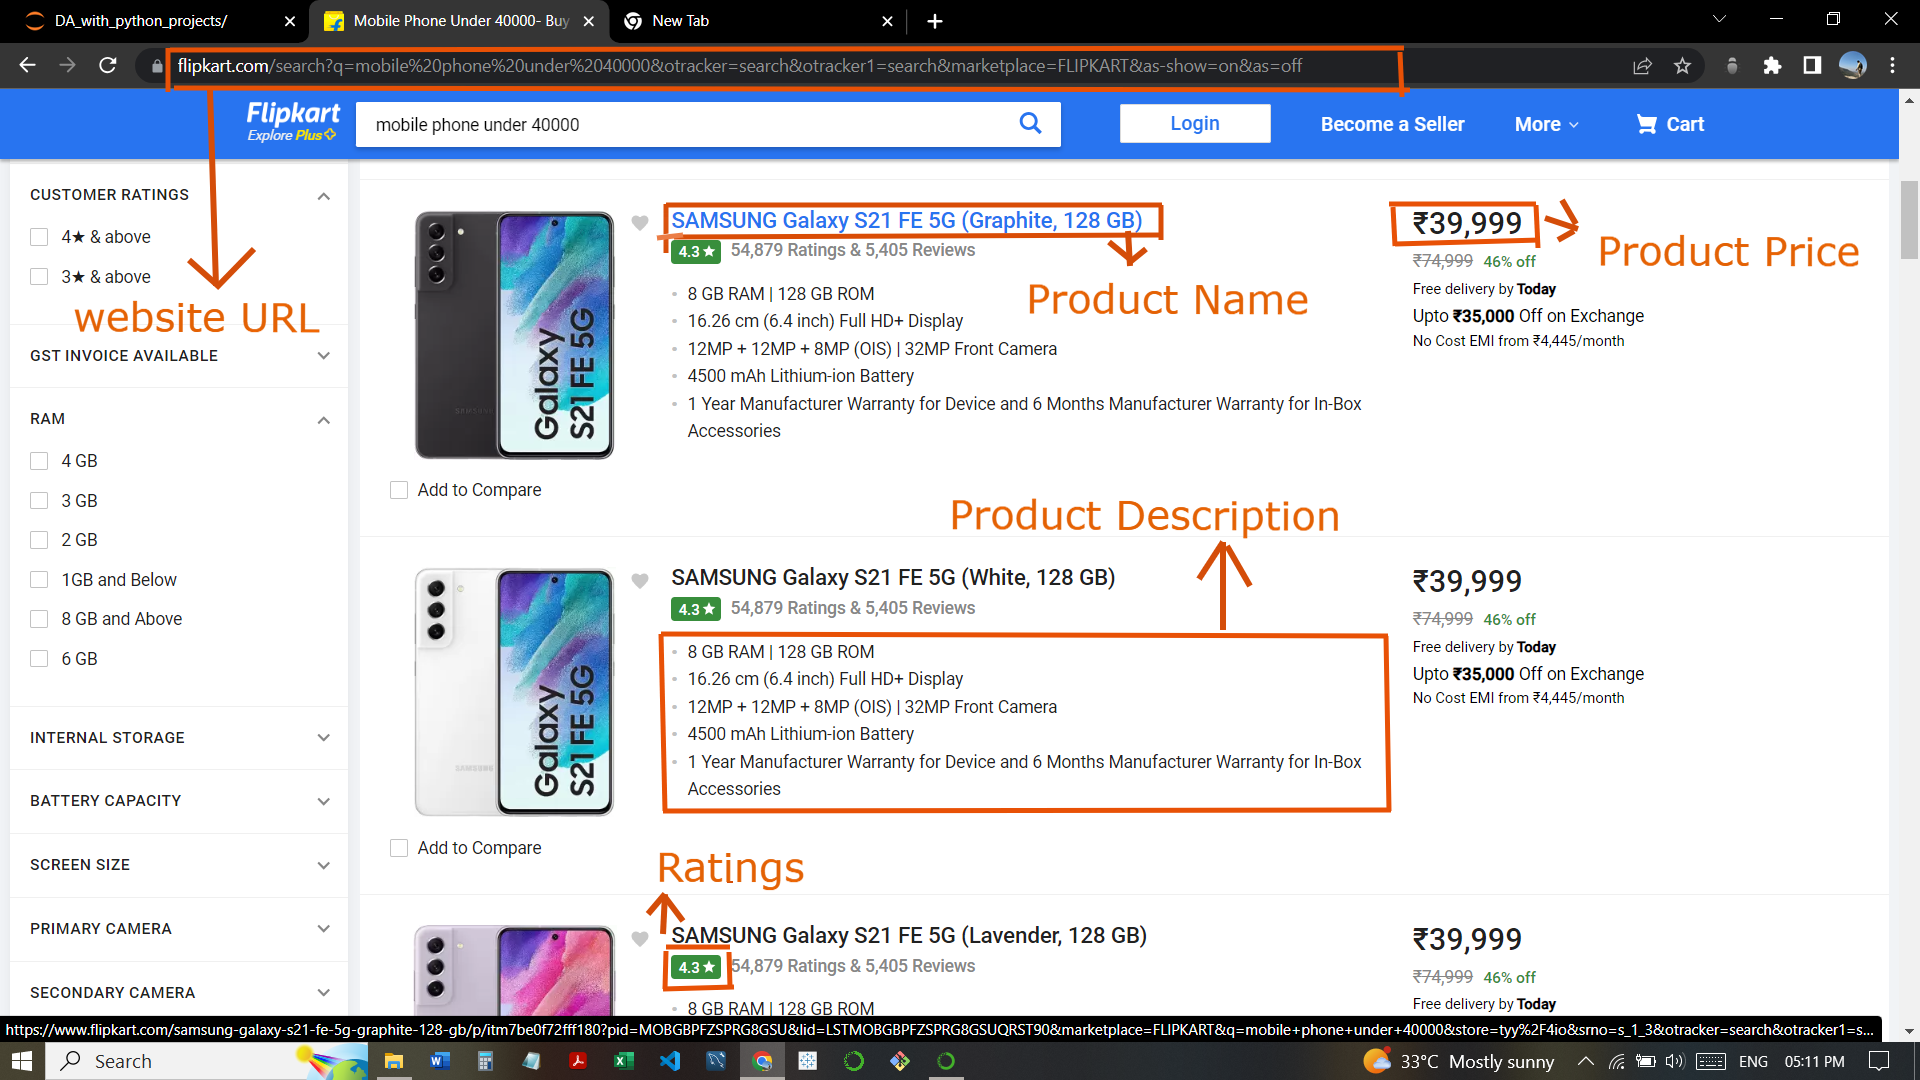 DA_with_python_projects/
Mobile Phone Under 40000- Buy
New Tab
flipkart.com/search?q=mobile%20phone%20under%2040000&otracker=search&otracker1=search&marketplace=FLIPKART&as-show=on&as=off
Flipkart
Explore Plus
mobile phone under 40000
Login
Become a Seller
More
Cart
CUSTOMER RATINGS
4★ & above
3★ & above
website URL
GST INVOICE AVAILABLE
RAM
4 GB
3 GB
2 GB
1GB and Below
8 GB and Above
6 GB
INTERNAL STORAGE
BATTERY CAPACITY
SCREEN SIZE
PRIMARY CAMERA
SECONDARY CAMERA
Galaxy
S21 FE 5G
SAMSUNG Galaxy S21 FE 5G (Graphite, 128 GB)
4.3★ 54,879 Ratings & 5,405 Reviews
Product Name
8 GB RAM | 128 GB ROM
16.26 cm (6.4 inch) Full HD+ Display
12MP + 12MP + 8MP (OIS) | 32MP Front Camera
4500 mAh Lithium-ion Battery
1 Year Manufacturer Warranty for Device and 6 Months Manufacturer Warranty for In-Box
Accessories
Add to Compare
₹39,999
Product Price
₹74,999 46% off
Free delivery by Today
Upto ₹35,000 Off on Exchange
No Cost EMI from ₹4,445/month
Product Description
Galaxy
S21 FE 5G
SAMSUNG Galaxy S21 FE 5G (White, 128 GB)
4.3★ 54,879 Ratings & 5,405 Reviews
8 GB RAM | 128 GB ROM
16.26 cm (6.4 inch) Full HD+ Display
12MP + 12MP + 8MP (OIS) | 32MP Front Camera
4500 mAh Lithium-ion Battery
1 Year Manufacturer Warranty for Device and 6 Months Manufacturer Warranty for In-Box
Accessories
Add to Compare
₹39,999
₹74,999 46% off
Free delivery by Today
Upto ₹35,000 Off on Exchange
No Cost EMI from ₹4,445/month
Ratings
SAMSUNG Galaxy S21 FE 5G (Lavender, 128 GB)
4.3★ 54,879 Ratings & 5,405 Reviews
8 GB RAM | 128 GB ROM
₹39,999
₹74,999 46% off
Free delivery by Today
https://www.flipkart.com/samsung-galaxy-s21-fe-5g-graphite-128-gb/p/itm7be0f72fff180?pid=MOBGBPFZSPRG8GSU&lid=LSTMOBGBPFZSPRG8GSUQRST90&marketplace=FLIPKART&q=mobile+phone+under+40000&store=tyy%2F4io&srno=s_1_3&otracker=search&otracker1=s...
Search
33°C Mostly sunny
ENG
05:11 PM